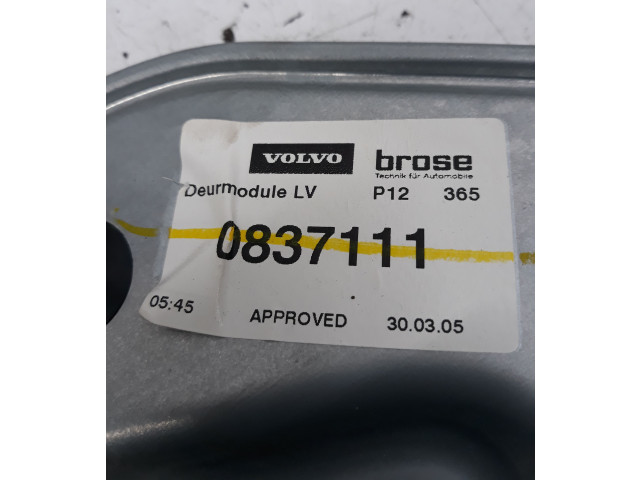 VOLVO brose
Technik für Automobile
Deurmodule LV P12 365
0837111
05:45 APPROVED 30.03.05